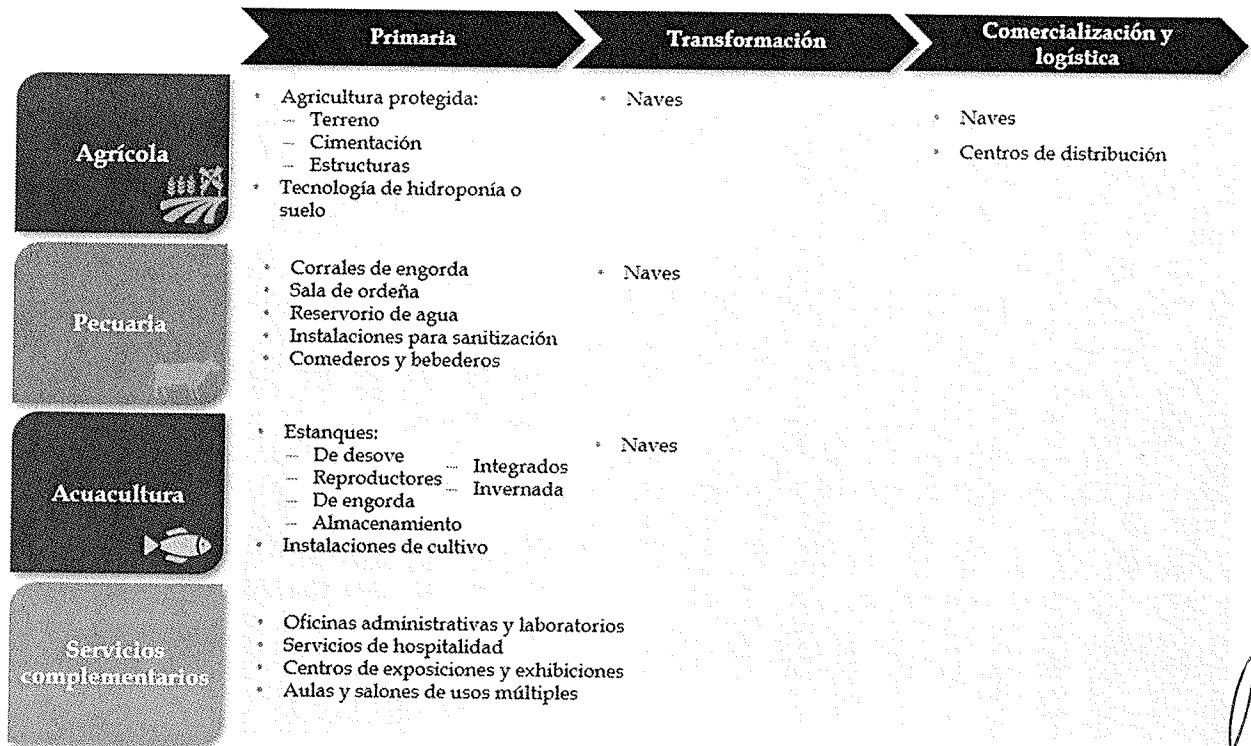 Primaria
Transformación
Comercialización y
logística
Agrícola
• Agricultura protegida:
– Terreno
– Cimentación
– Estructuras
• Tecnología de hidroponía o
suelo
• Naves
• Naves
• Centros de distribución
Pecuaria
• Corrales de engorda
• Sala de ordeña
• Reservorio de agua
• Instalaciones para sanitización
• Comederos y bebederos
• Naves
Acuacultura
• Estanques:
– De desove
– Reproductores
– De engorda
– Almacenamiento
– Integrados
– Invernada
• Instalaciones de cultivo
• Naves
Servicios
complementarios
• Oficinas administrativas y laboratorios
• Servicios de hospitalidad
• Centros de exposiciones y exhibiciones
• Aulas y salones de usos múltiples